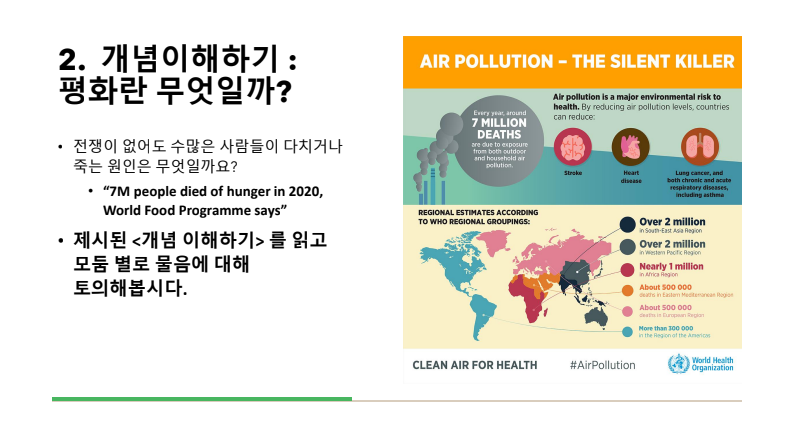 2. 개념이해하기 :
평화란 무엇일까?
• 전쟁이 없어도 수많은 사람들이 다치거나
죽는 원인은 무엇일까요?
• “7M people died of hunger in 2020,
World Food Programme says”
• 제시된 <개념 이해하기> 를 읽고
모둠 별로 물음에 대해
토의해봅시다.
AIR POLLUTION – THE SILENT KILLER
Every year, around
7 MILLION
DEATHS
are due to exposure
from both outdoor
and household air
pollution.
Air pollution is a major environmental risk to
health. By reducing air pollution levels, countries
can reduce:
Stroke
Heart
disease
Lung cancer, and
both chronic and acute
respiratory diseases,
including asthma
REGIONAL ESTIMATES ACCORDING
TO WHO REGIONAL GROUPINGS:
Over 2 million
in South-East Asia Region
Over 2 million
in Western Pacific Region
Nearly 1 million
in Africa Region
About 500 000
deaths in Eastern Mediterranean Region
About 500 000
deaths in European Region
More than 300 000
in the Region of the Americas
CLEAN AIR FOR HEALTH
#AirPollution
World Health
Organization